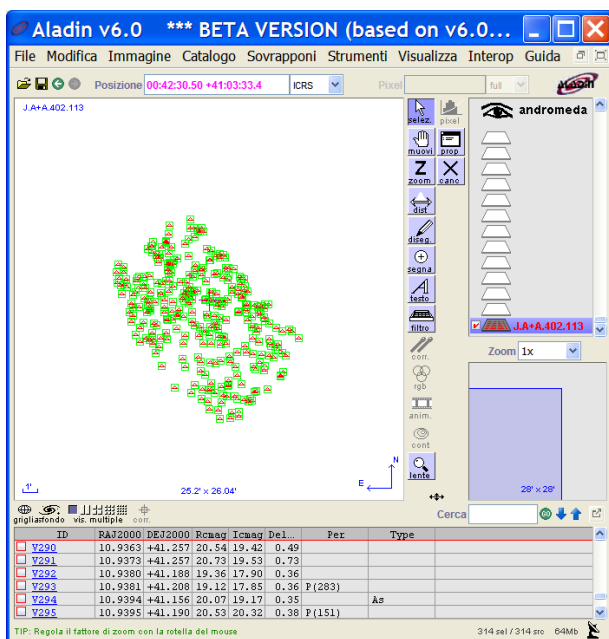 Aladin v6.0 *** BETA VERSION (based on v6.0...
File Modifica Immagine Catalogo Sovrapponi Strumenti Visualizza Interop Guida
Posizione 00:42:30.50 +41:03:33.4 ICRS Pixel full Aladin
J.A+A.402.113
selez. pixel
muovi prop
Z
zoom canc
dist
diseg.
segna
A
testo
filtro
corr.
rgb
anim.
cont
lente
andromeda
J.A+A.402.113
Zoom 1x
28' x 28'
1'
25.2' x 26.04'
N
E
grigliasfondo vis. multiple corr.
Cerca GO
ID RAJ2000 DEJ2000 Rcmag Icmag Del... Per Type
V290 10.9363 +41.257 20.54 19.42 0.49
V291 10.9373 +41.257 20.73 19.53 0.73
V292 10.9380 +41.188 19.36 17.90 0.36
V293 10.9381 +41.208 19.12 17.85 0.36 P(283)
V294 10.9394 +41.156 20.07 19.17 0.35 As
V295 10.9395 +41.190 20.53 20.32 0.38 P(151)
TIP: Regola il fattore di zoom con la rotella del mouse 314 sel / 314 src 64Mb